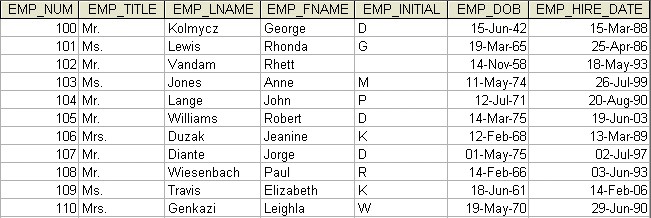 EMP_NUM EMP_TITLE EMP_LNAME EMP_FNAME EMP_INITIAL EMP_DOB EMP_HIRE_DATE
100 Mr. Kolmycz George D 15-Jun-42 15-Mar-88
101 Ms. Lewis Rhonda G 19-Mar-65 25-Apr-86
102 Mr. Vandam Rhett 14-Nov-58 18-May-93
103 Ms. Jones Anne M 11-May-74 26-Jul-99
104 Mr. Lange John P 12-Jul-71 20-Aug-90
105 Mr. Williams Robert D 14-Mar-75 19-Jun-03
106 Mrs. Duzak Jeanine K 12-Feb-68 13-Mar-89
107 Mr. Diante Jorge D 01-May-75 02-Jul-97
108 Mr. Wiesenbach Paul R 14-Feb-66 03-Jun-93
109 Ms. Travis Elizabeth K 18-Jun-61 14-Feb-06
110 Mrs. Genkazi Leighla W 19-May-70 29-Jun-90